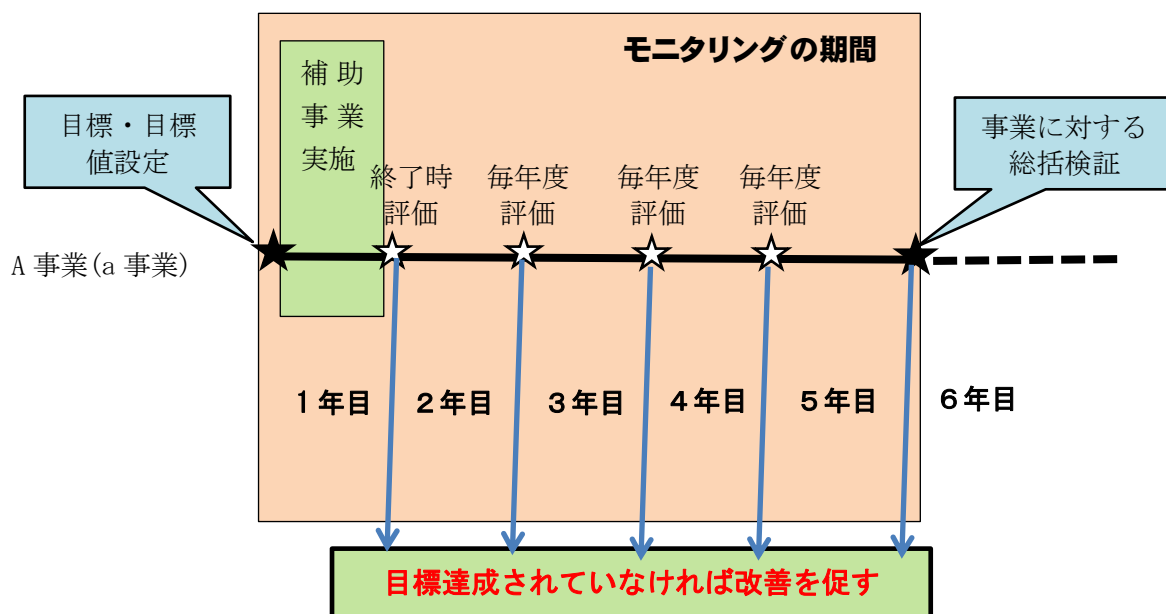 モニタリングの期間
補助
事業
実施
目標・目標
値設定
事業に対する
総括検証
終了時
評価
毎年度
評価
毎年度
評価
毎年度
評価
A 事業(a 事業)
1年目
2年目
3年目
4年目
5年目
6年目
目標達成されていなければ改善を促す